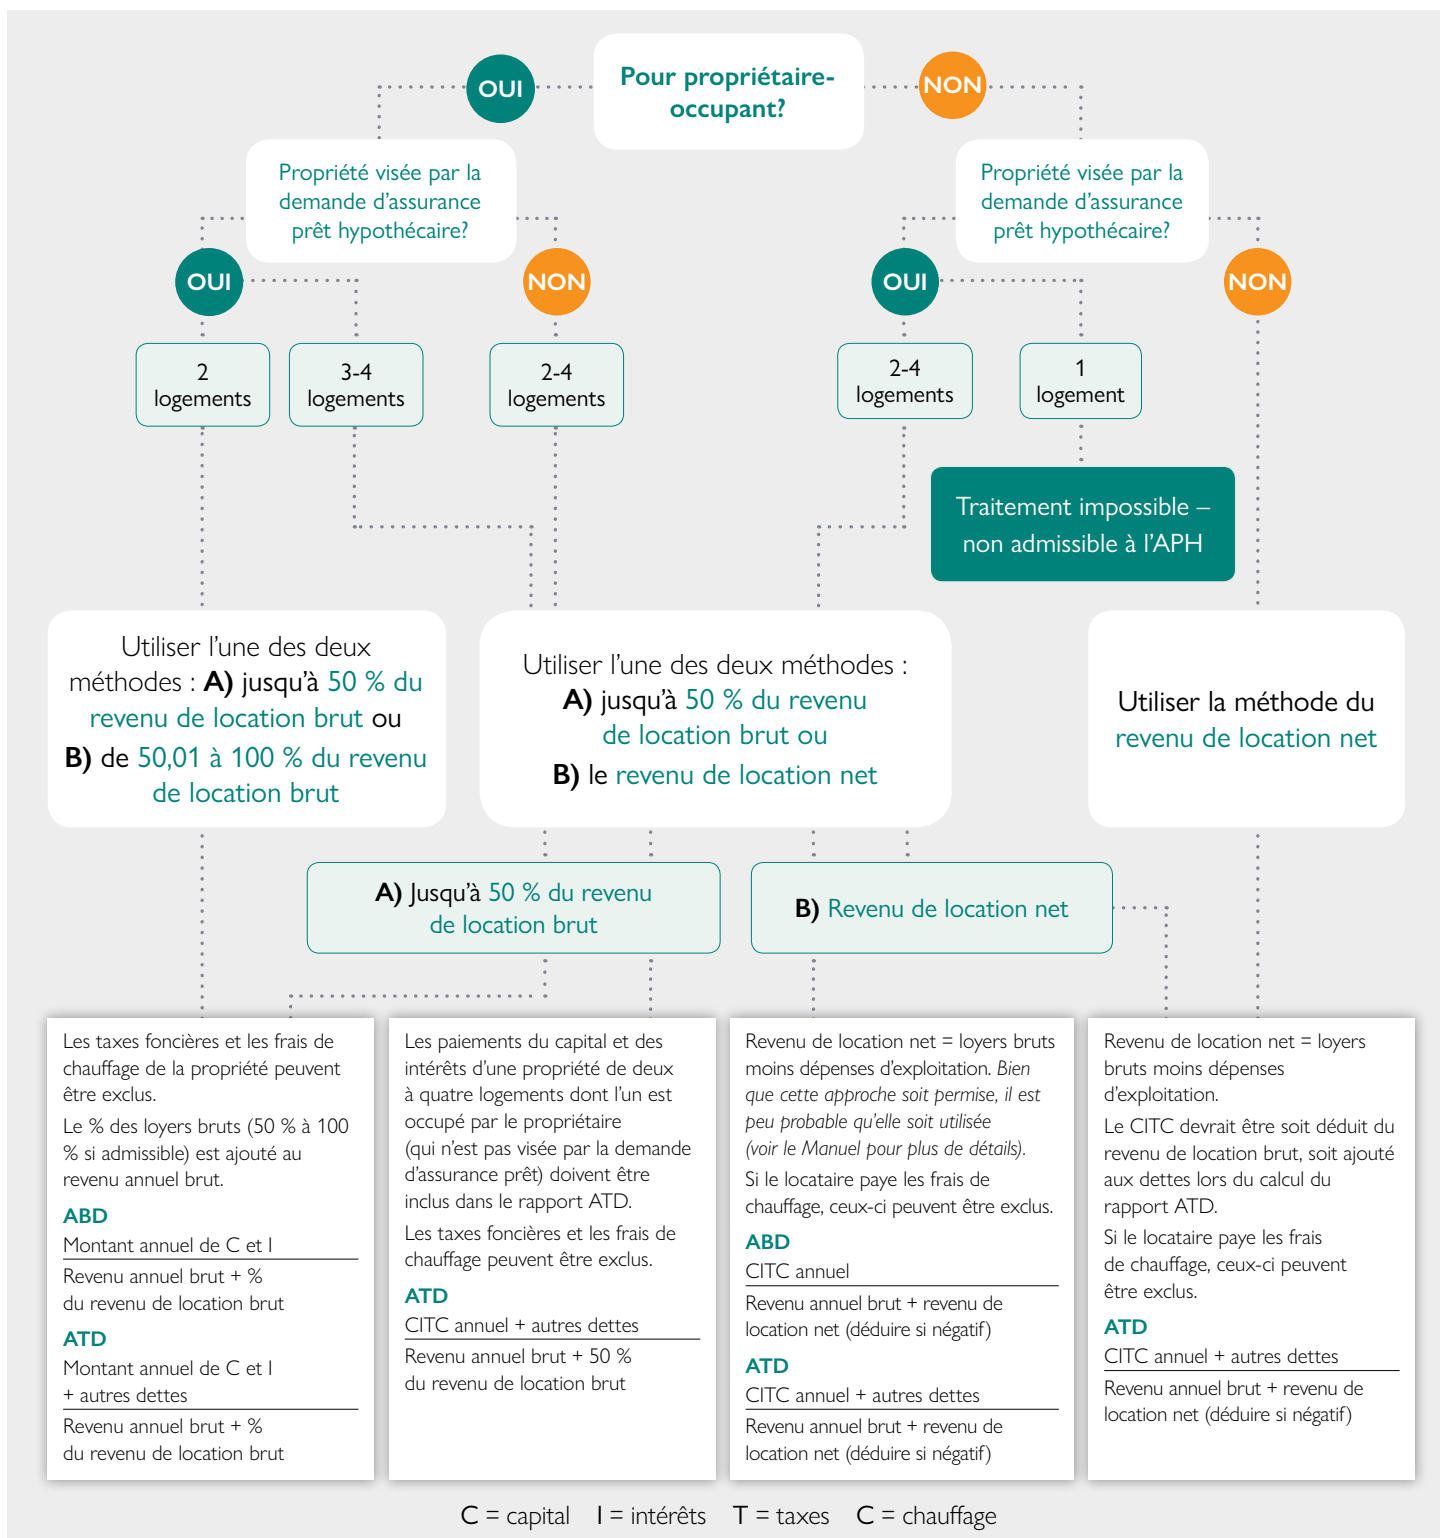 Pour propriétaire-
occupant?
OUI
NON
Propriété visée par la
demande d'assurance
prêt hypothécaire?
Propriété visée par la
demande d'assurance
prêt hypothécaire?
OUI
NON
OUI
NON
2
logements
3-4
logements
2-4
logements
2-4
logements
1
logement
Traitement impossible –
non admissible à l'APH
Utiliser l'une des deux
méthodes : A) jusqu'à 50 % du
revenu de location brut ou
B) de 50,01 à 100 % du revenu
de location brut
Utiliser l'une des deux méthodes :
A) jusqu'à 50 % du revenu
de location brut ou
B) le revenu de location net
Utiliser la méthode du
revenu de location net
A) Jusqu'à 50 % du revenu
de location brut
B) Revenu de location net
Les taxes foncières et les frais de
chauffage de la propriété peuvent
être exclus.
Le % des loyers bruts (50 % à 100
% si admissible) est ajouté au
revenu annuel brut.
ABD
Montant annuel de C et I
Revenu annuel brut + %
du revenu de location brut
ATD
Montant annuel de C et I
+ autres dettes
Revenu annuel brut + %
du revenu de location brut
Les paiements du capital et des
intérêts d'une propriété de deux
à quatre logements dont l'un est
occupé par le propriétaire
(qui n'est pas visée par la demande
d'assurance prêt) doivent être
inclus dans le rapport ATD.
Les taxes foncières et les frais de
chauffage peuvent être exclus.
ATD
CITC annuel + autres dettes
Revenu annuel brut + 50 %
du revenu de location brut
Revenu de location net = loyers bruts
moins dépenses d'exploitation. Bien
que cette approche soit permise, il est
peu probable qu'elle soit utilisée
(voir le Manuel pour plus de détails).
Si le locataire paye les frais de
chauffage, ceux-ci peuvent être exclus.
ABD
CITC annuel
Revenu annuel brut + revenu de
location net (déduire si négatif)
ATD
CITC annuel + autres dettes
Revenu annuel brut + revenu de
location net (déduire si négatif)
Revenu de location net = loyers
bruts moins dépenses
d'exploitation.
Le CITC devrait être soit déduit du
revenu de location brut, soit ajouté
aux dettes lors du calcul du
rapport ATD.
Si le locataire paye les frais
de chauffage, ceux-ci peuvent
être exclus.
ATD
CITC annuel + autres dettes
Revenu annuel brut + revenu de
location net (déduire si négatif)
C = capital I = intérêts T = taxes C = chauffage